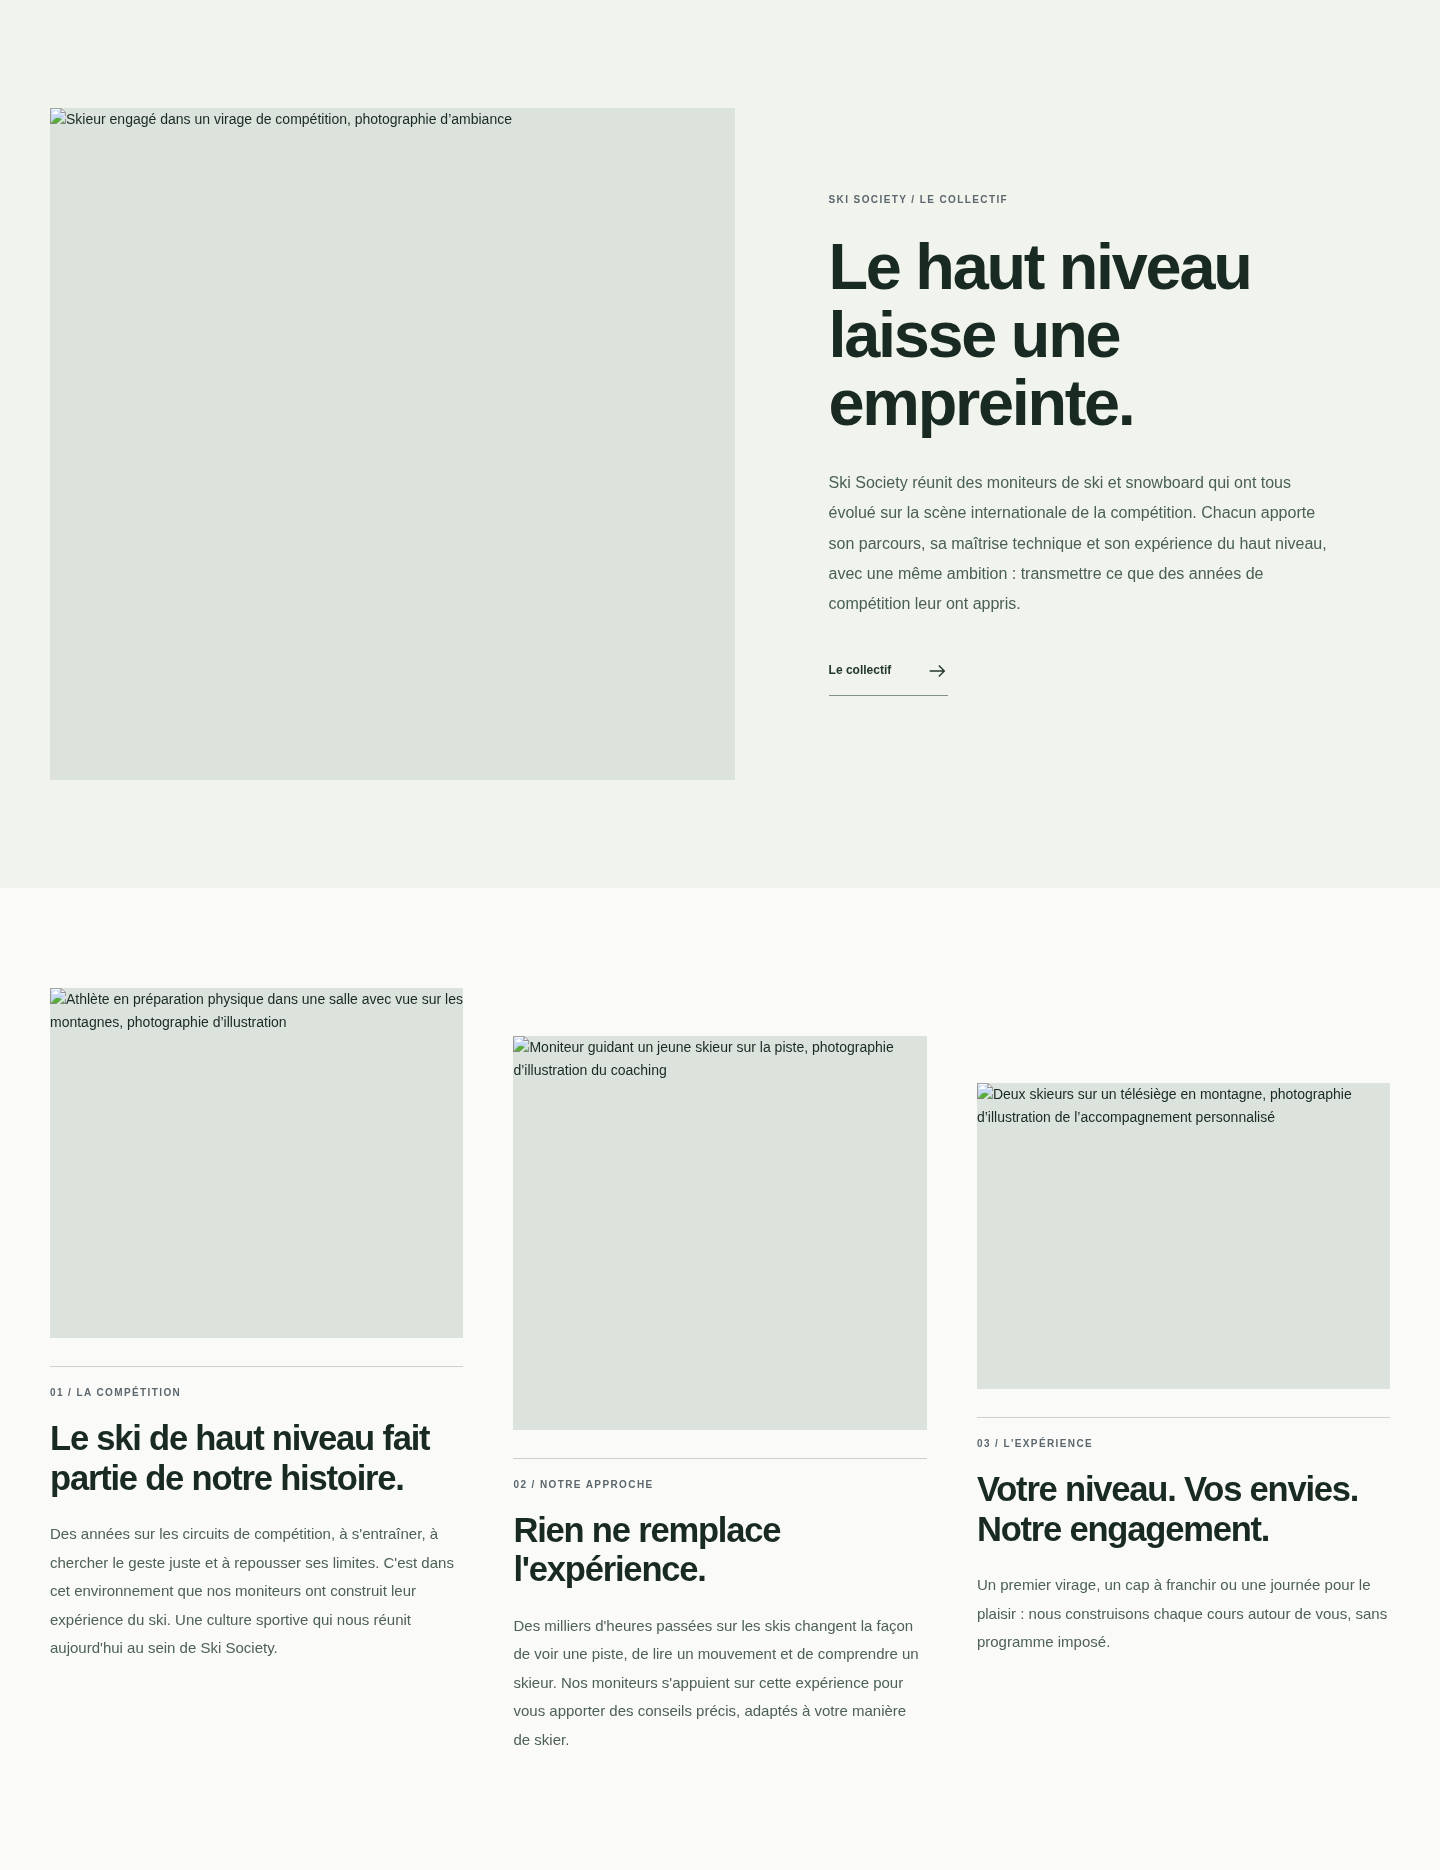 Skieur engagé dans un virage de compétition, photographie d’ambiance
SKI SOCIETY / LE COLLECTIF
Le haut niveau
laisse une
empreinte.
Ski Society réunit des moniteurs de ski et snowboard qui ont tous
évolué sur la scène internationale de la compétition. Chacun apporte
son parcours, sa maîtrise technique et son expérience du haut niveau,
avec une même ambition : transmettre ce que des années de
compétition leur ont appris.
Le collectif
Athlète en préparation physique dans une salle avec vue sur les
montagnes, photographie d’illustration
01 / LA COMPÉTITION
Le ski de haut niveau fait
partie de notre histoire.
Des années sur les circuits de compétition, à s'entraîner, à
chercher le geste juste et à repousser ses limites. C'est dans
cet environnement que nos moniteurs ont construit leur
expérience du ski. Une culture sportive qui nous réunit
aujourd'hui au sein de Ski Society.
Moniteur guidant un jeune skieur sur la piste, photographie
d’illustration du coaching
02 / NOTRE APPROCHE
Rien ne remplace
l'expérience.
Des milliers d'heures passées sur les skis changent la façon
de voir une piste, de lire un mouvement et de comprendre un
skieur. Nos moniteurs s'appuient sur cette expérience pour
vous apporter des conseils précis, adaptés à votre manière
de skier.
Deux skieurs sur un télésiège en montagne, photographie
d’illustration de l’accompagnement personnalisé
03 / L'EXPÉRIENCE
Votre niveau. Vos envies.
Notre engagement.
Un premier virage, un cap à franchir ou une journée pour le
plaisir : nous construisons chaque cours autour de vous, sans
programme imposé.